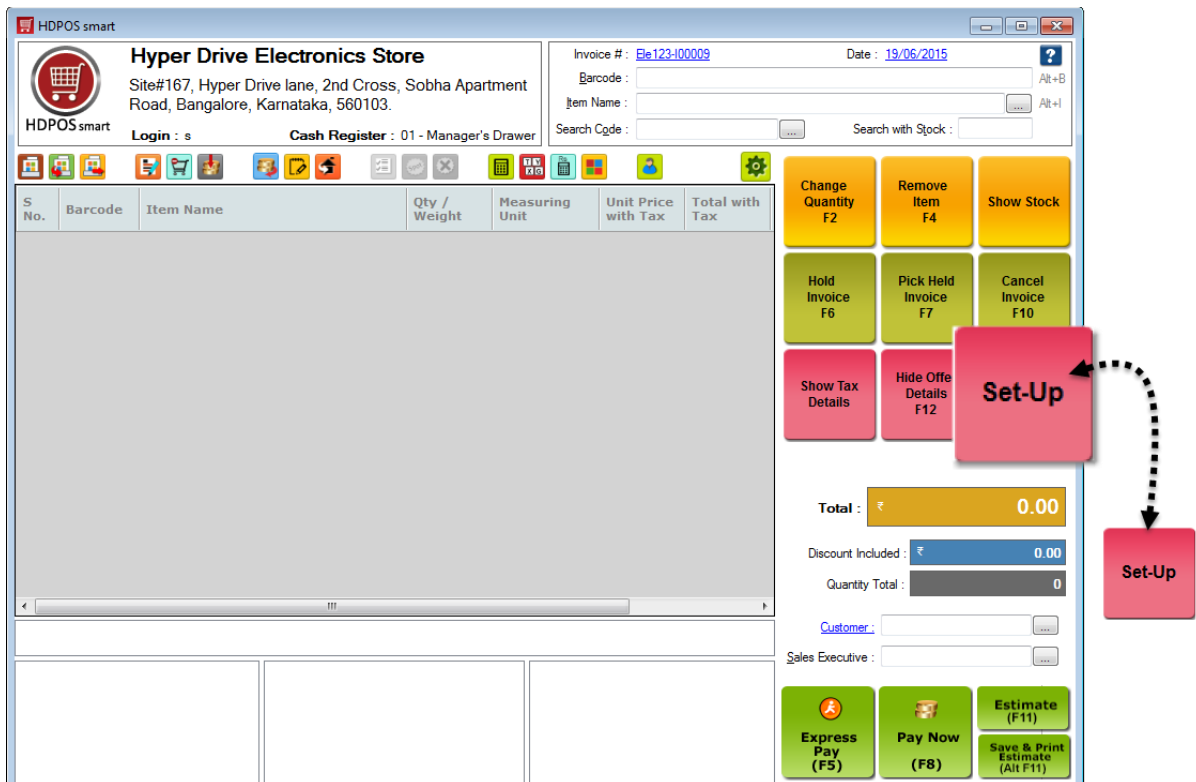 HDPOS smart
Hyper Drive Electronics Store
Site#167, Hyper Drive lane, 2nd Cross, Sobha Apartment
Road, Bangalore, Karnataka, 560103.
HDPOS smart
Login : s Cash Register : 01 - Manager's Drawer
Invoice # : Ele123-I00009 Date : 19/06/2015 ?
Barcode : Alt+B
Item Name : ... Alt+I
Search Code : ... Search with Stock :
S No. Barcode Item Name Qty / Weight Measuring Unit Unit Price with Tax Total with Tax
Change
Quantity
F2
Remove
Item
F4
Show Stock
Hold
Invoice
F6
Pick Held
Invoice
F7
Cancel
Invoice
F10
Show Tax
Details
Hide Offe
Details
F12
Set-Up
Set-Up
Total : ₹ 0.00
Discount Included : ₹ 0.00
Quantity Total : 0
Customer : ...
Sales Executive : ...
Express
Pay
(F5)
Pay Now
(F8)
Estimate
(F11)
Save & Print
Estimate
(Alt F11)